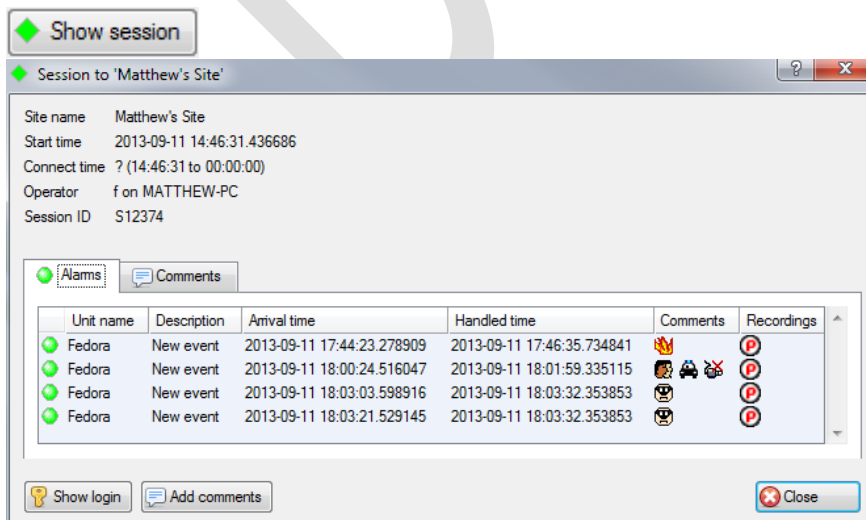 Show session
Session to 'Matthew's Site'
?
X
Site name Matthew's Site
Start time 2013-09-11 14:46:31.436686
Connect time ? (14:46:31 to 00:00:00)
Operator f on MATTHEW-PC
Session ID S12374
Alarms Comments
Unit name Description Arrival time Handled time Comments Recordings
Fedora New event 2013-09-11 17:44:23.278909 2013-09-11 17:46:35.734841 P
Fedora New event 2013-09-11 18:00:24.516047 2013-09-11 18:01:59.335115 P
Fedora New event 2013-09-11 18:03:03.598916 2013-09-11 18:03:32.353853 P
Fedora New event 2013-09-11 18:03:21.529145 2013-09-11 18:03:32.353853 P
Show login Add comments Close